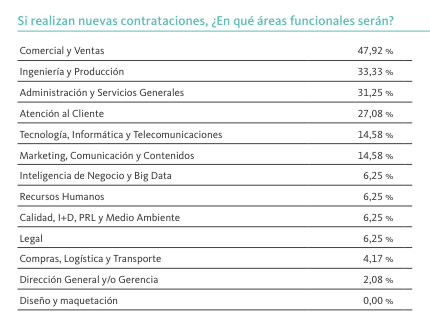 Si realizan nuevas contrataciones, ¿En qué áreas funcionales serán?
Comercial y Ventas 47,92 %
Ingeniería y Producción 33,33 %
Administración y Servicios Generales 31,25 %
Atención al Cliente 27,08 %
Tecnología, Informática y Telecomunicaciones 14,58 %
Marketing, Comunicación y Contenidos 14,58 %
Inteligencia de Negocio y Big Data 6,25 %
Recursos Humanos 6,25 %
Calidad, I+D, PRL y Medio Ambiente 6,25 %
Legal 6,25 %
Compras, Logística y Transporte 4,17 %
Dirección General y/o Gerencia 2,08 %
Diseño y maquetación 0,00 %